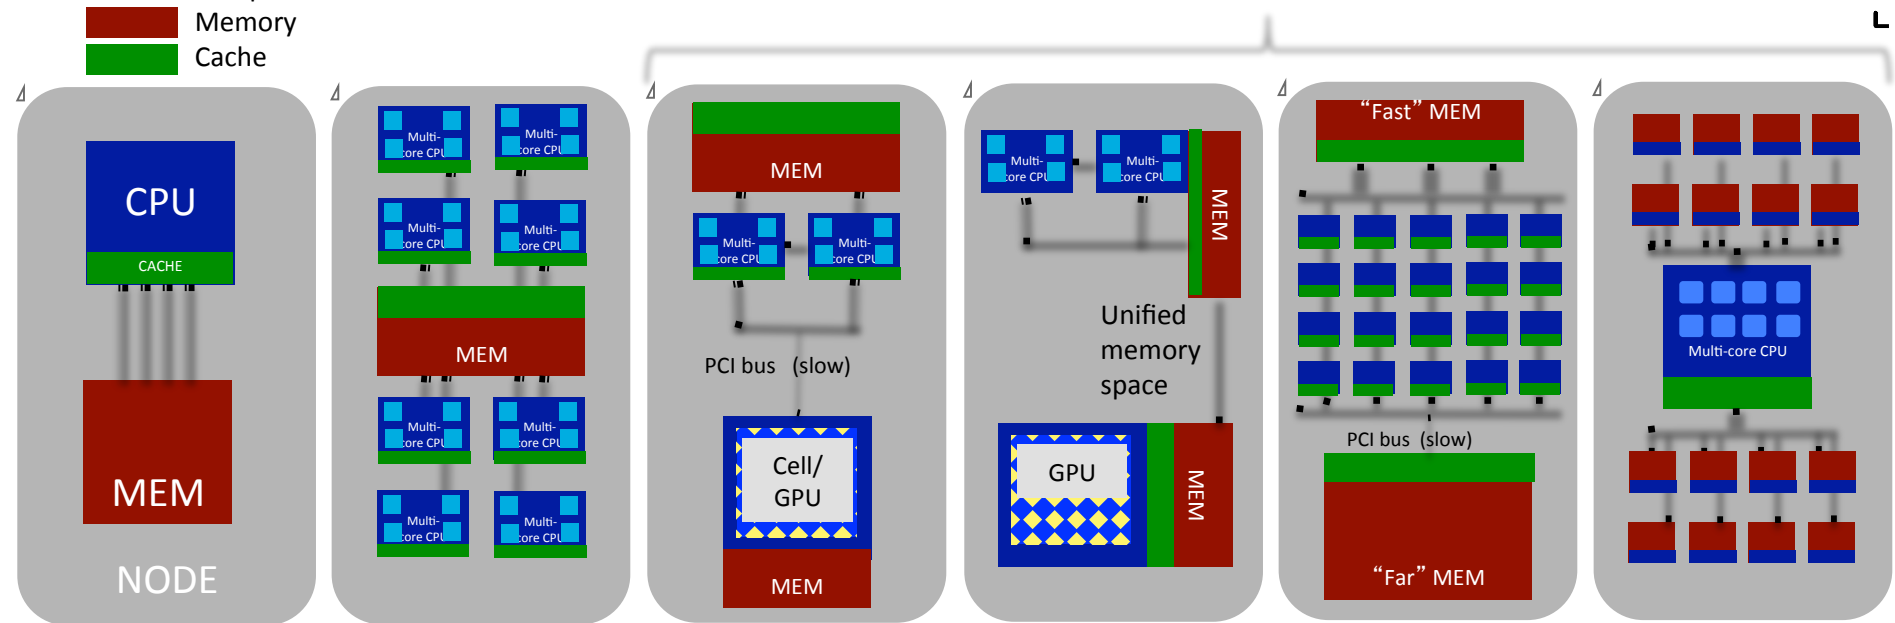 Memory
Cache
CPU
CACHE
MEM
NODE
Multi-
core CPU
Multi-
core CPU
Multi-
core CPU
Multi-
core CPU
MEM
Multi-
core CPU
Multi-
core CPU
Multi-
core CPU
Multi-
core CPU
MEM
Multi-
core CPU
Multi-
core CPU
PCI bus (slow)
Cell/
GPU
MEM
Multi-
core CPU
Multi-
core CPU
MEM
Unified
memory
space
GPU
MEM
“Fast” MEM
PCI bus (slow)
“Far” MEM
Multi-core CPU